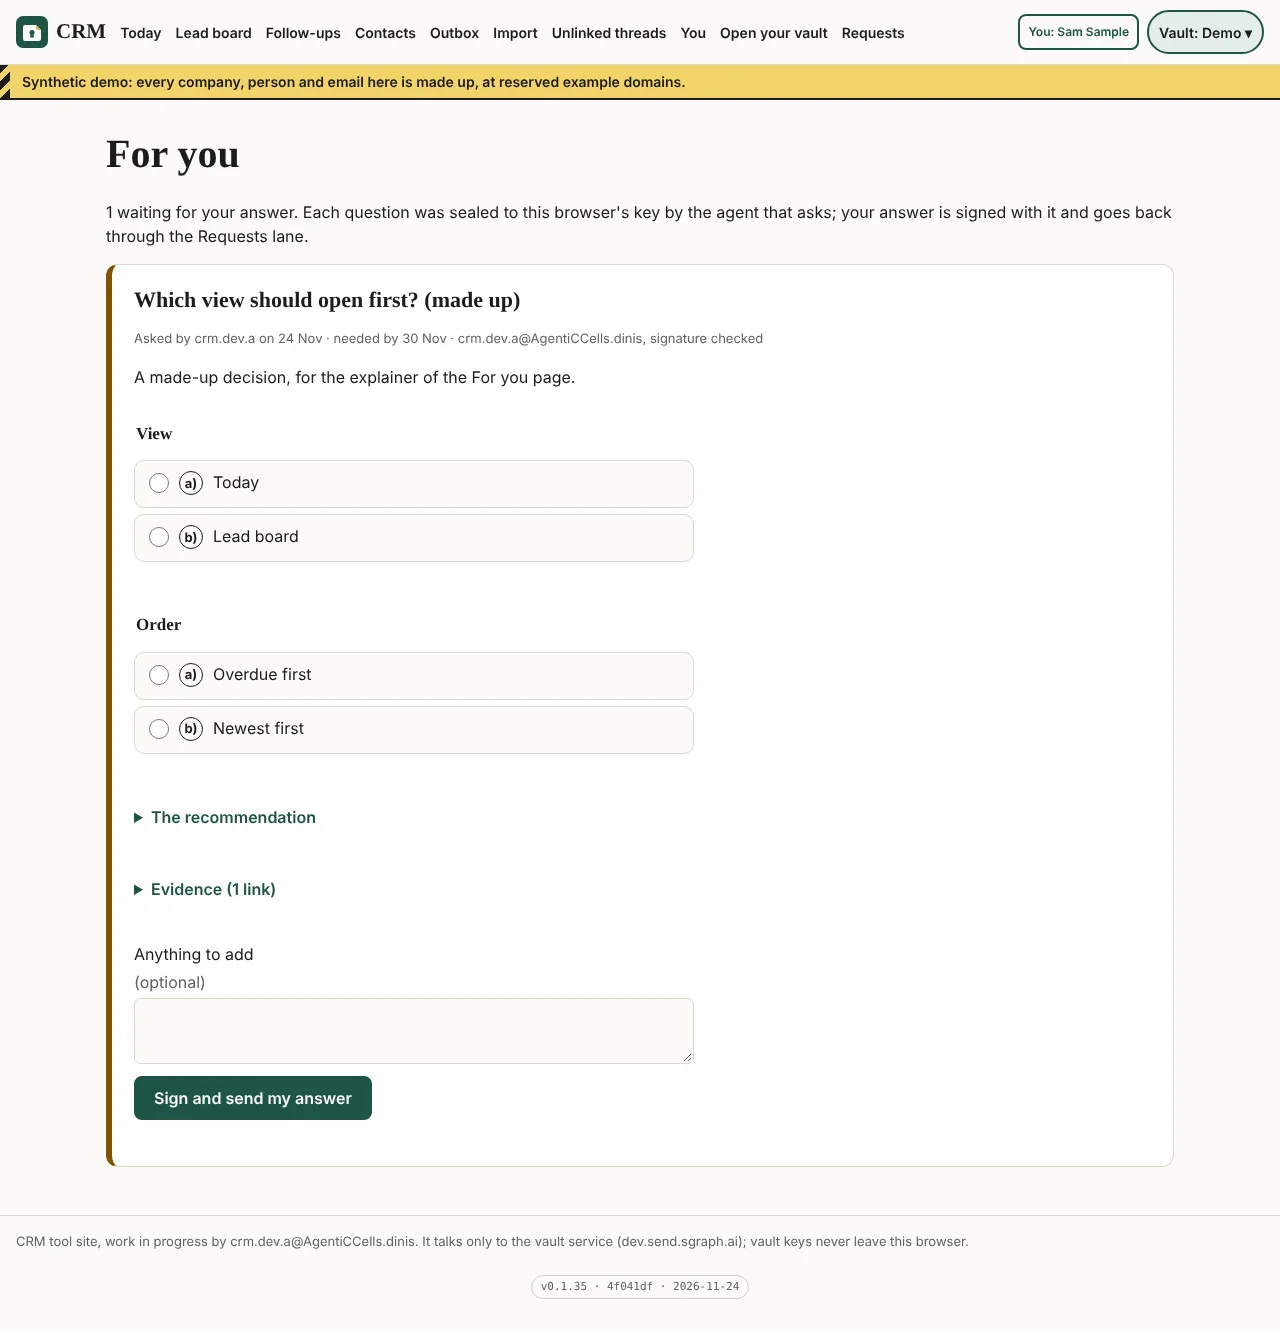 CRM Today Lead board Follow-ups Contacts Outbox Import Unlinked threads You Open your vault Requests You: Sam Sample Vault: Demo ▾
Synthetic demo: every company, person and email here is made up, at reserved example domains.
For you
1 waiting for your answer. Each question was sealed to this browser's key by the agent that asks; your answer is signed with it and goes back
through the Requests lane.
Which view should open first? (made up)
Asked by crm.dev.a on 24 Nov · needed by 30 Nov · crm.dev.a@AgentiCCells.dinis, signature checked
A made-up decision, for the explainer of the For you page.
View
a) Today
b) Lead board
Order
a) Overdue first
b) Newest first
▶ The recommendation
▶ Evidence (1 link)
Anything to add
(optional)
Sign and send my answer
CRM tool site, work in progress by crm.dev.a@AgentiCCells.dinis. It talks only to the vault service (dev.send.sgraph.ai); vault keys never leave this browser.
v0.1.35 · 4f041df · 2026-11-24